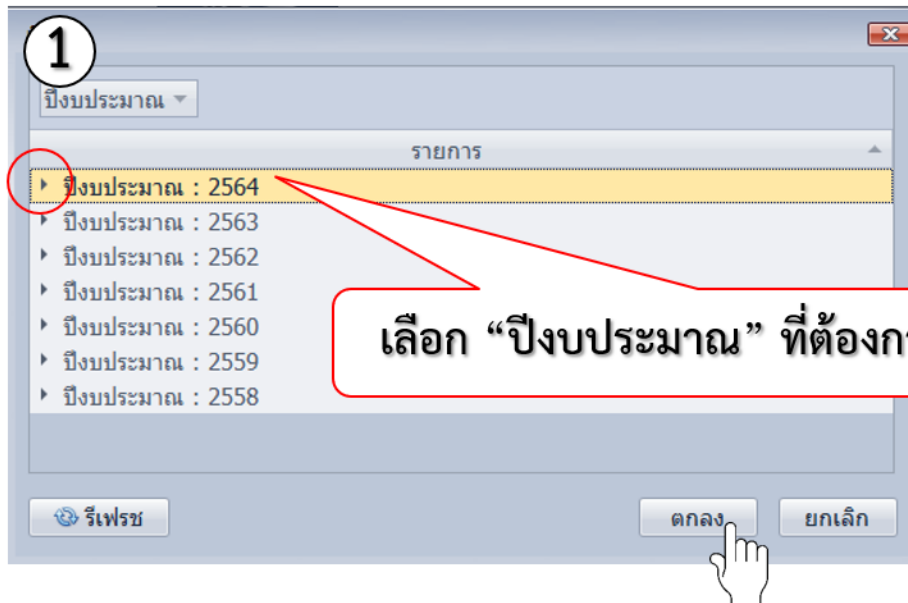 1
ปีงบประมาณ
รายการ
ปีงบประมาณ : 2564
ปีงบประมาณ : 2563
ปีงบประมาณ : 2562
ปีงบประมาณ : 2561
ปีงบประมาณ : 2560
ปีงบประมาณ : 2559
ปีงบประมาณ : 2558
เลือก “ปีงบประมาณ” ที่ต้องกา
รีเฟรช
ตกลง
ยกเลิก